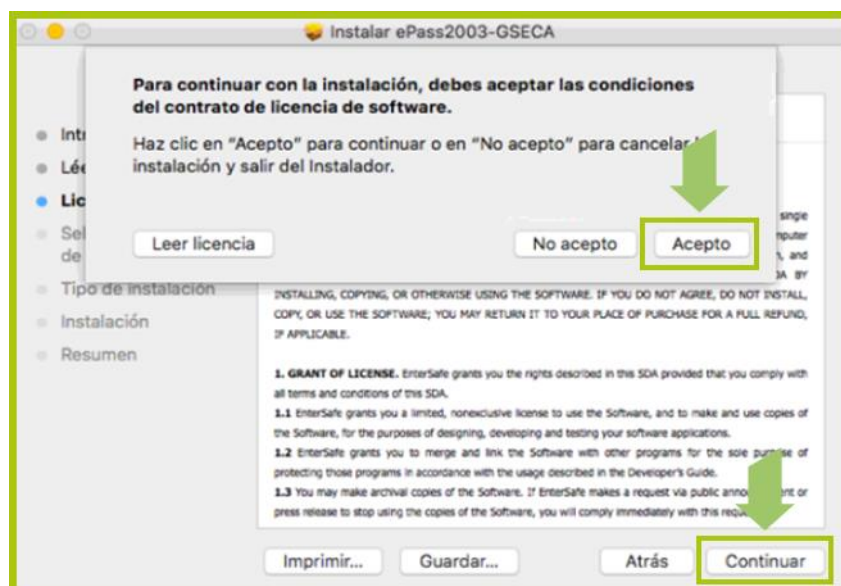 Instalar ePass2003-GSECA
Para continuar con la instalación, debes aceptar las condiciones
del contrato de licencia de software.
Haz clic en “Acepto” para continuar o en “No acepto” para cancelar
instalación y salir del Instalador.
Leer licencia
No acepto
Acepto
Lic
Sel
de
Tipo de instalación
Instalación
Resumen
single
and
BY
INSTALLING, COPYING, OR OTHERWISE USING THE SOFTWARE. IF YOU DO NOT AGREE, DO NOT INSTALL,
COPY, OR USE THE SOFTWARE; YOU MAY RETURN IT TO YOUR PLACE OF PURCHASE FOR A FULL REFUND,
IF APPLICABLE.
1. GRANT OF LICENSE. EnterSafe grants you the rights described in this SDA provided that you comply with
all terms and conditions of this SDA.
1.1 EnterSafe grants you a limited, nonexclusive license to use the Software, and to make and use copies of
the Software, for the purposes of designing, developing and testing your software applications.
1.2 EnterSafe grants you to merge and link the Software with other programs for the sole of
protecting those programs in accordance with the usage described in the Developer's Guide.
1.3 You may make archival copies of the Software. If EnterSafe makes a request via public or
press release to stop using the copies of the Software, you will comply immediately with this
Imprimir...
Guardar...
Atrás
Continuar